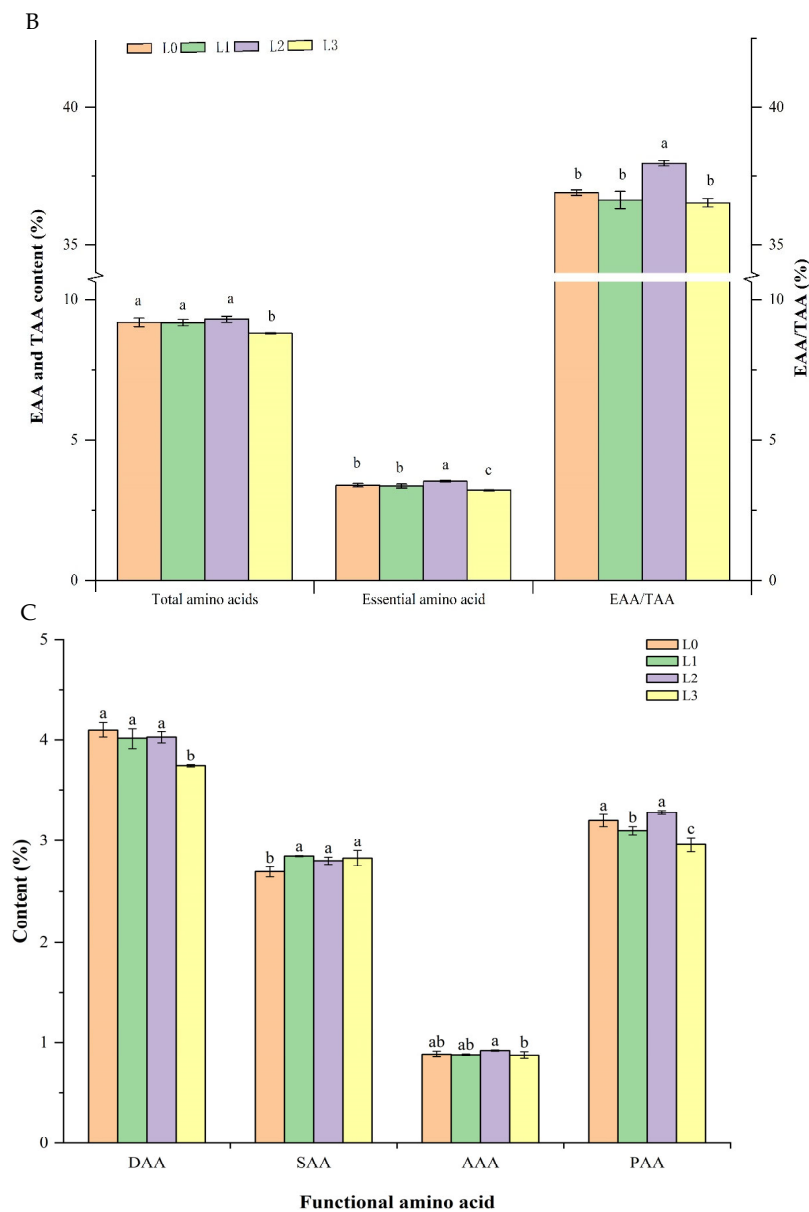 B
L0 L1 L2 L3
EAA and TAA content (%)
EAA/TAA (%)
40
35
10
5
0
40
35
10
5
0
a a a b
b b a c
b b a b
Total amino acids Essential amino acid EAA/TAA
C
L0
L1
L2
L3
Content (%)
5
4
3
2
1
0
a a a b
b a a a
ab ab a b
a b a c
DAA SAA AAA PAA
Functional amino acid